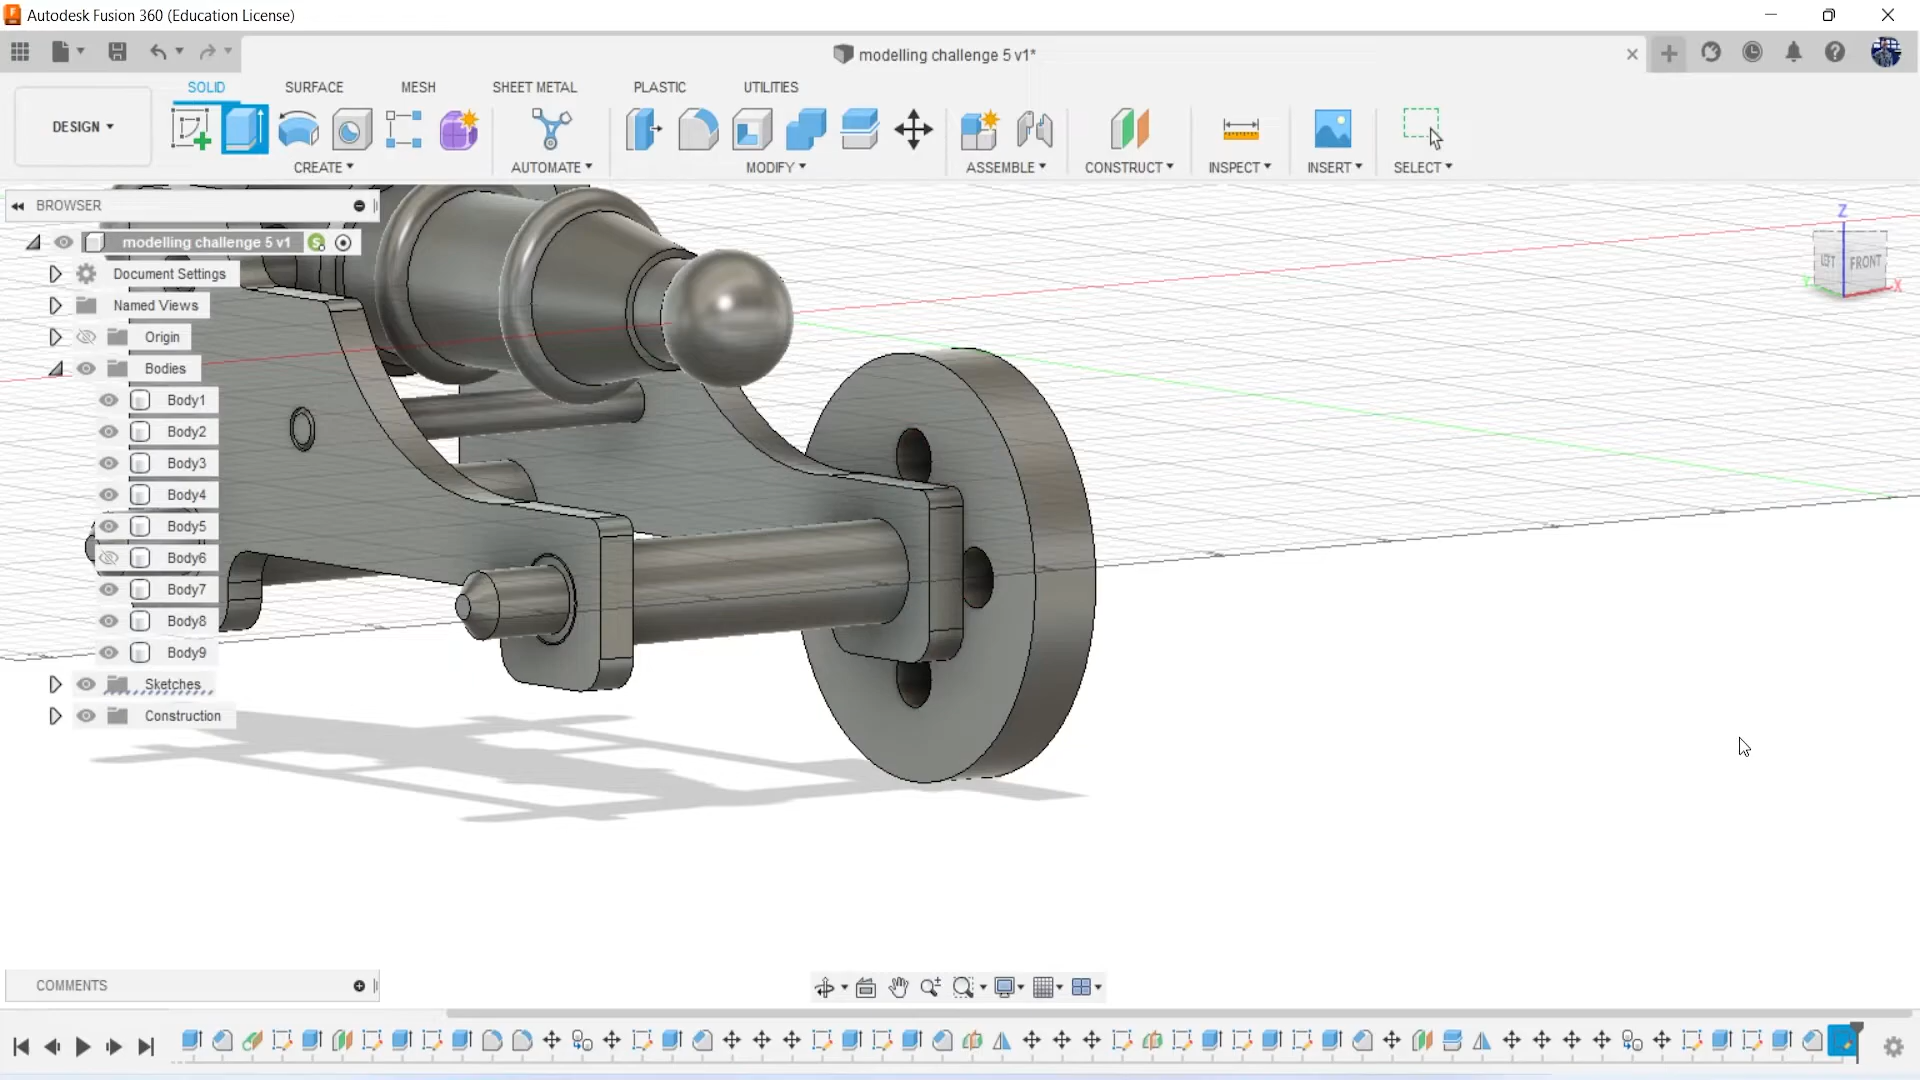 Autodesk Fusion 360 (Education License)
modelling challenge 5 v1*
SOLID SURFACE MESH SHEET METAL PLASTIC UTILITIES
DESIGN
CREATE AUTOMATE MODIFY ASSEMBLE CONSTRUCT INSPECT INSERT SELECT
BROWSER
modelling challenge 5 v1
Document Settings
Named Views
Origin
Bodies
Body1
Body2
Body3
Body4
Body5
Body6
Body7
Body8
Body9
Sketches
Construction
Z
LEFT FRONT
Y X
COMMENTS